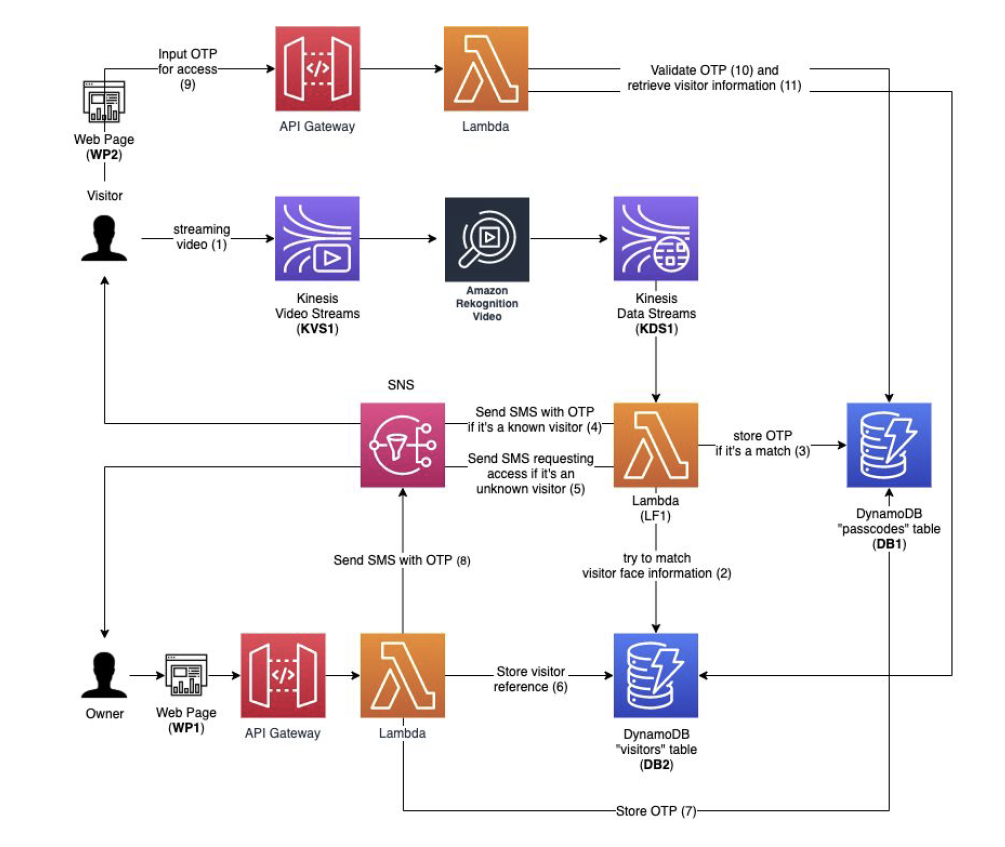 Input OTP
for access
(9)
API Gateway
Lambda
Validate OTP (10) and
retrieve visitor information (11)
Web Page
(WP2)
Visitor
streaming
video (1)
Kinesis
Video Streams
(KVS1)
Amazon
Rekognition
Video
Kinesis
Data Streams
(KDS1)
SNS
Send SMS with OTP
if it's a known visitor (4)
Send SMS requesting
access if it's an
unknown visitor (5)
store OTP
if it's a match (3)
Lambda
(LF1)
DynamoDB
"passcodes" table
(DB1)
Send SMS with OTP (8)
try to match
visitor face information (2)
Owner
Web Page
(WP1)
API Gateway
Lambda
Store visitor
reference (6)
DynamoDB
"visitors" table
(DB2)
Store OTP (7)